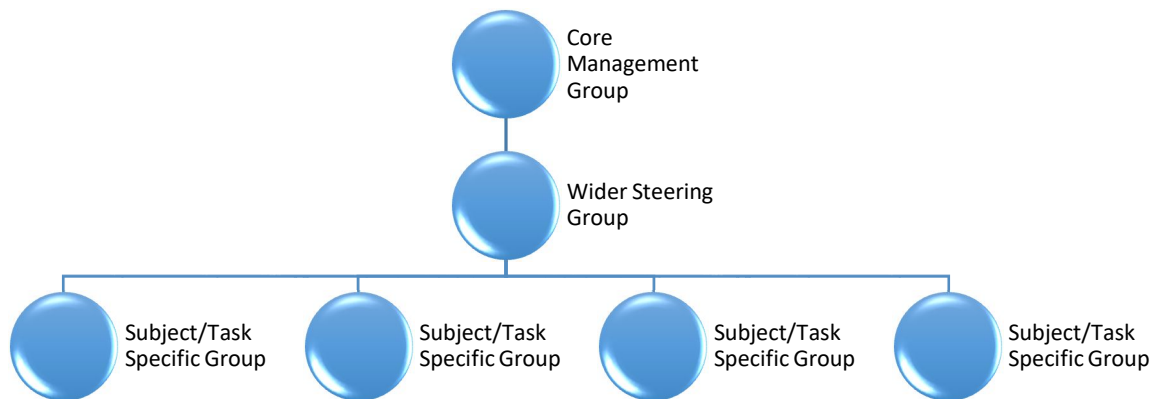 Core
Management
Group
Wider Steering
Group
Subject/Task
Specific Group
Subject/Task
Specific Group
Subject/Task
Specific Group
Subject/Task
Specific Group